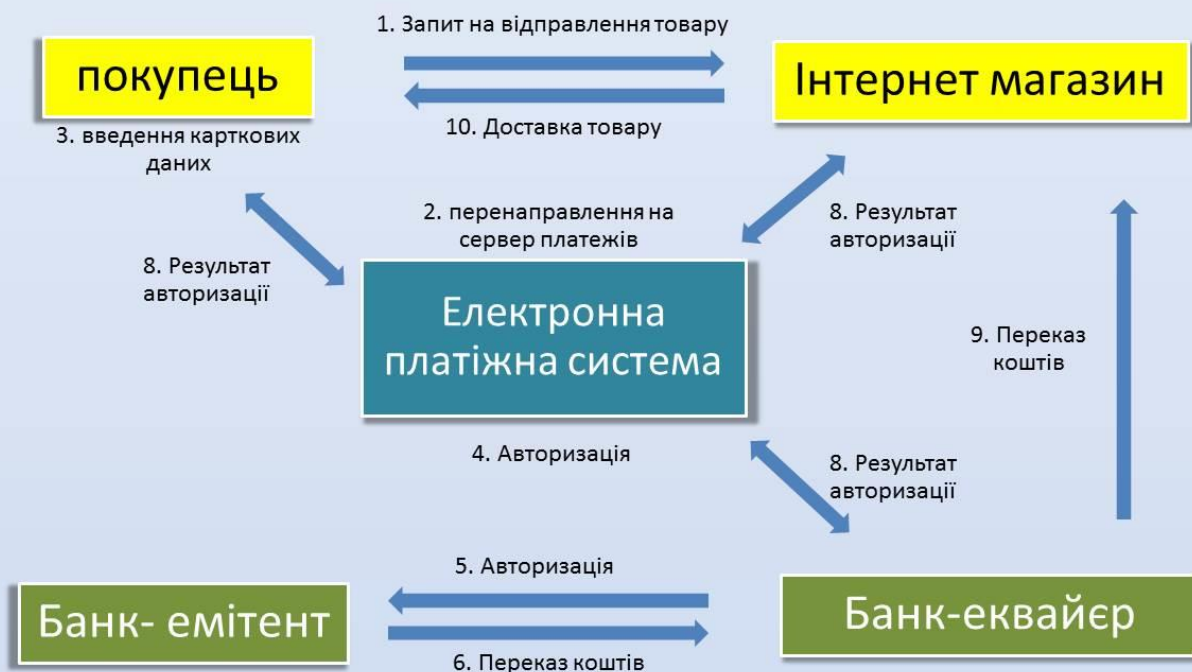 1. Запит на відправлення товару
покупець
Інтернет магазин
10. Доставка товару
3. введення карткових
даних
2. перенаправлення на
сервер платежів
8. Результат
авторизації
8. Результат
авторизації
Електронна
платіжна система
9. Переказ
коштів
4. Авторизація
8. Результат
авторизації
5. Авторизація
Банк- емітент
Банк-еквайєр
6. Переказ коштів